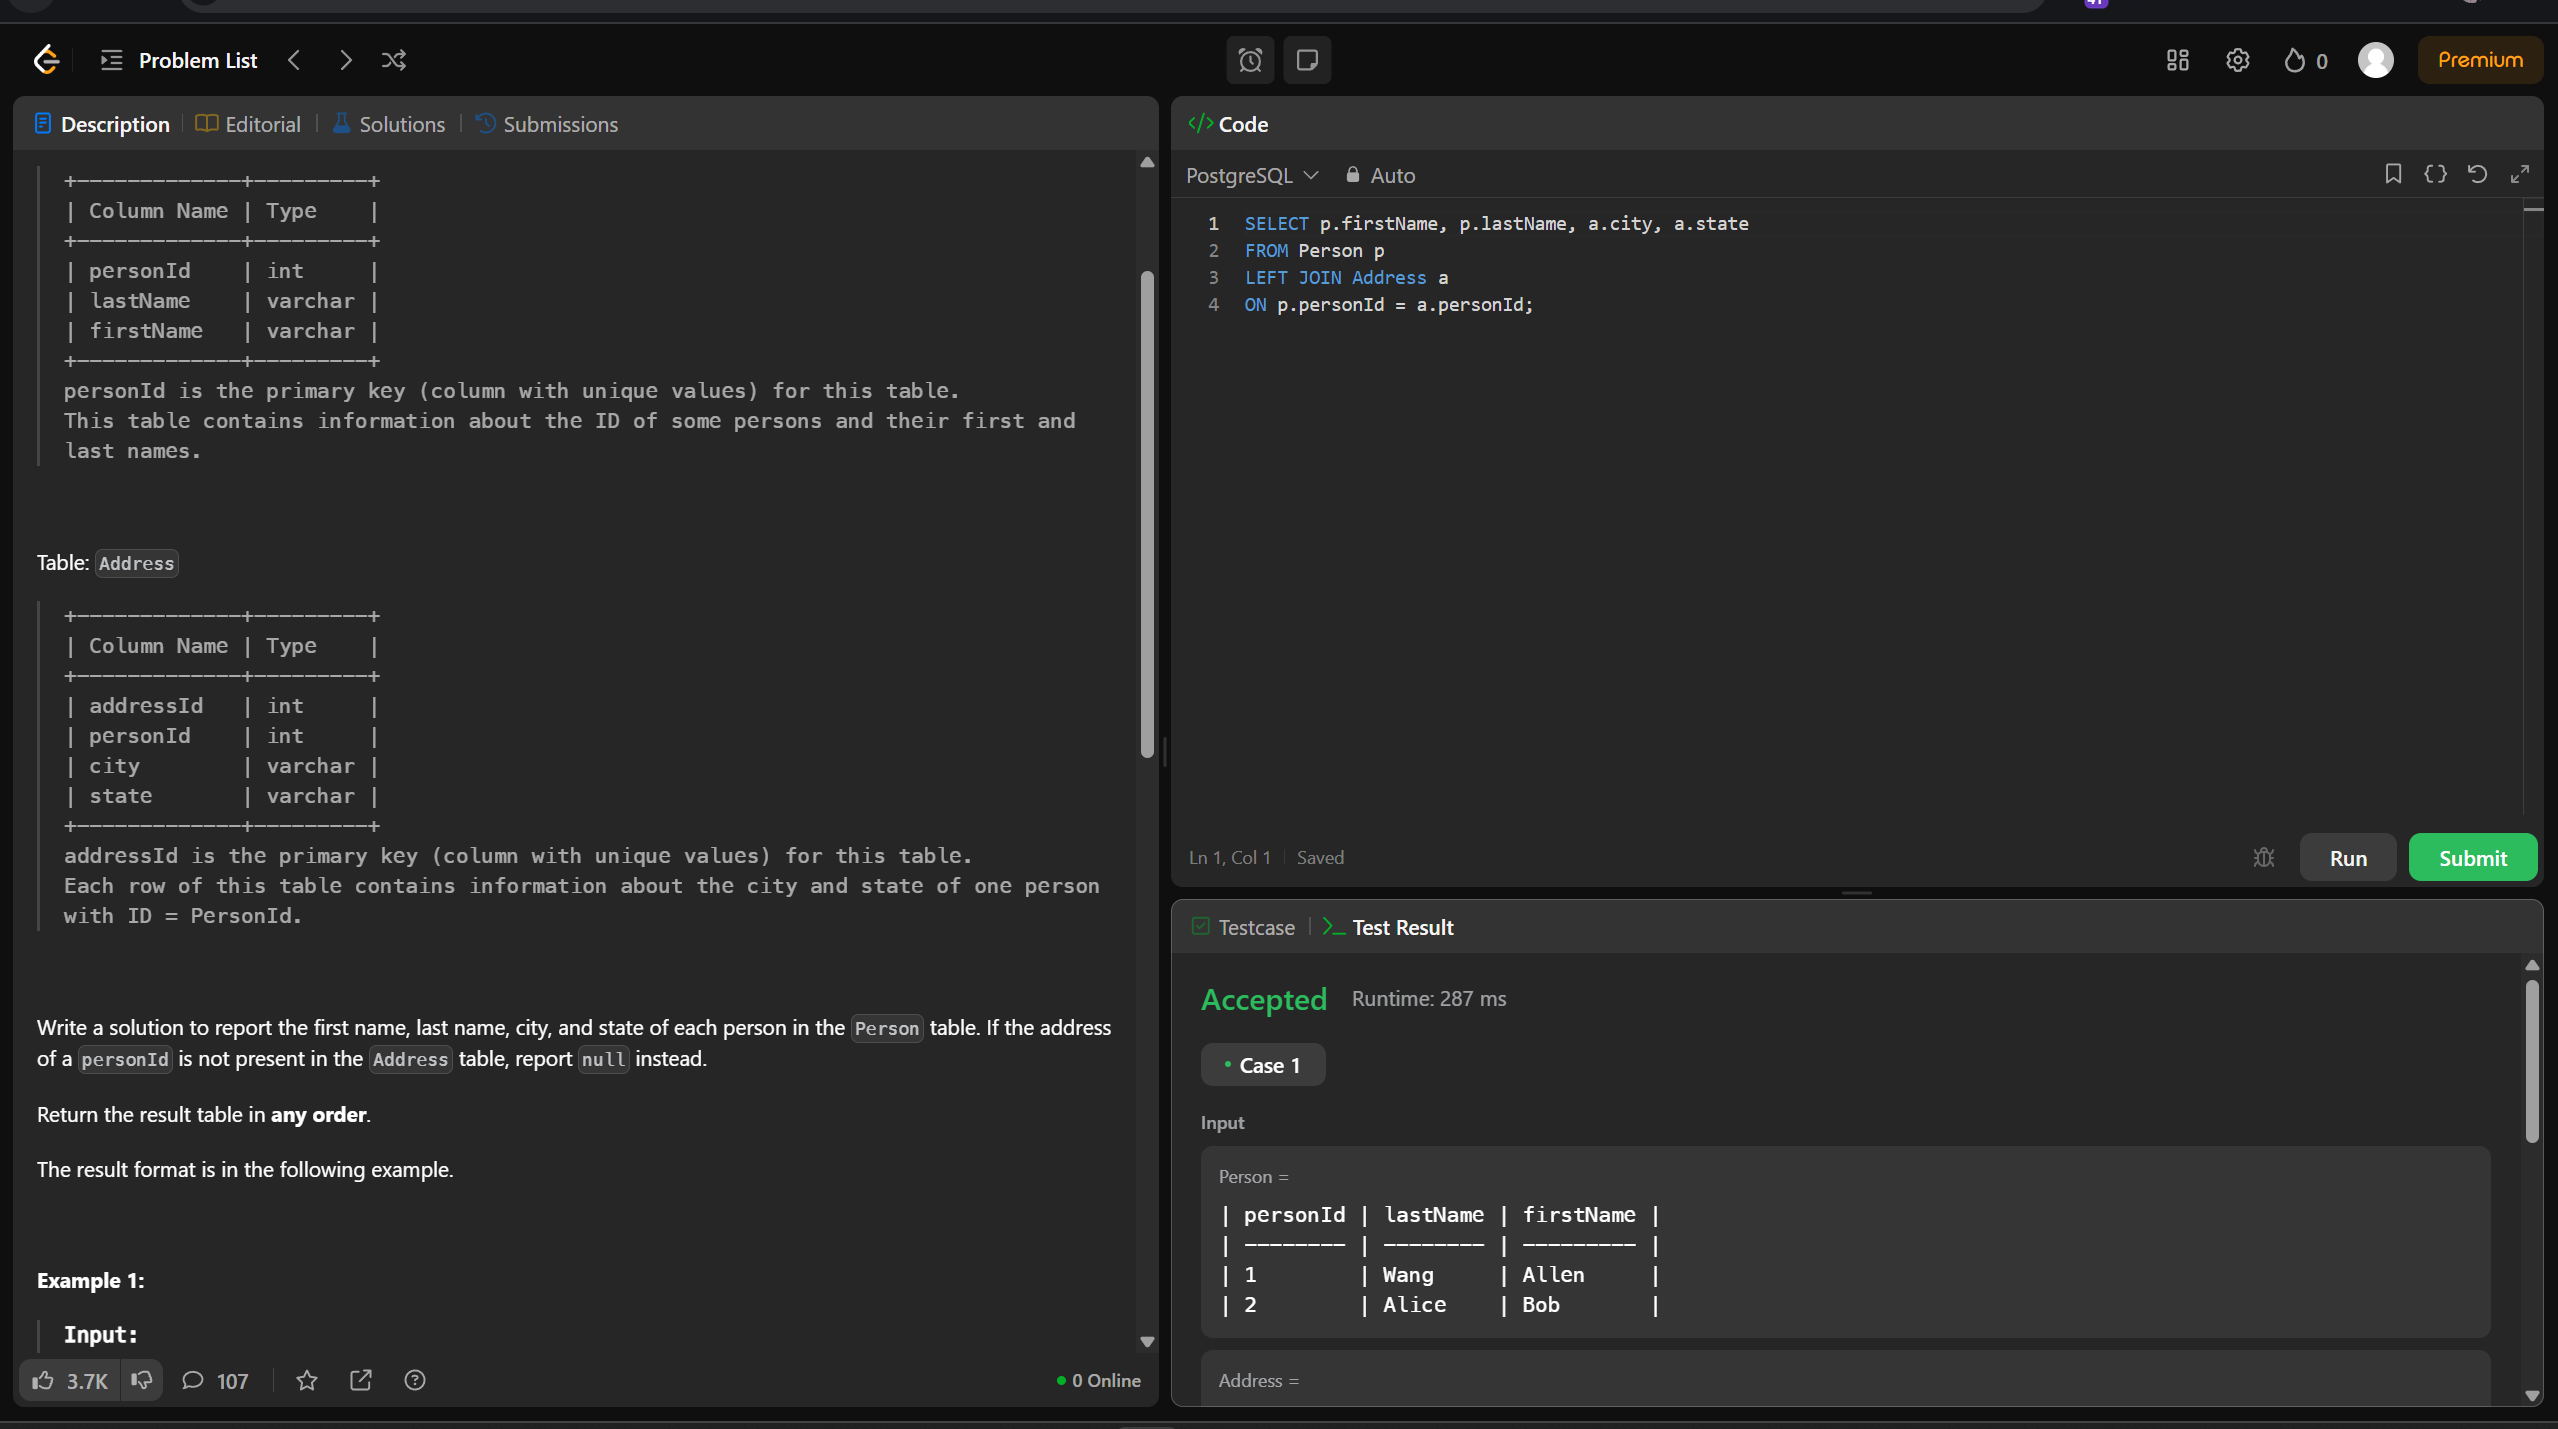 Problem List
0
Premium
Description
Editorial
Solutions
Submissions
+-------------+---------+
| Column Name | Type    |
+-------------+---------+
| personId    | int     |
| lastName    | varchar |
| firstName   | varchar |
+-------------+---------+
personId is the primary key (column with unique values) for this table.
This table contains information about the ID of some persons and their first and
last names.
Table: Address
+-------------+---------+
| Column Name | Type    |
+-------------+---------+
| addressId   | int     |
| personId    | int     |
| city        | varchar |
| state       | varchar |
+-------------+---------+
addressId is the primary key (column with unique values) for this table.
Each row of this table contains information about the city and state of one person
with ID = PersonId.
Write a solution to report the first name, last name, city, and state of each person in the Person table. If the address
of a personId is not present in the Address table, report null instead.
Return the result table in any order.
The result format is in the following example.
Example 1:
Input:
3.7K
107
0 Online
Code
PostgreSQL
Auto
1 SELECT p.firstName, p.lastName, a.city, a.state
2 FROM Person p
3 LEFT JOIN Address a
4 ON p.personId = a.personId;
Ln 1, Col 1
Saved
Run
Submit
Testcase
Test Result
Accepted
Runtime: 287 ms
Case 1
Input
Person =
| personId | lastName | firstName |
| -------- | -------- | --------- |
| 1        | Wang     | Allen     |
| 2        | Alice    | Bob       |
Address =